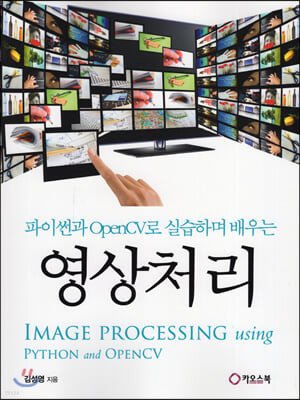 파이썬과 OpenCV로 실습하며 배우는
영상처리
IMAGE PROCESSING using
PYTHON and OPENCV
김성영 지음
카오스북